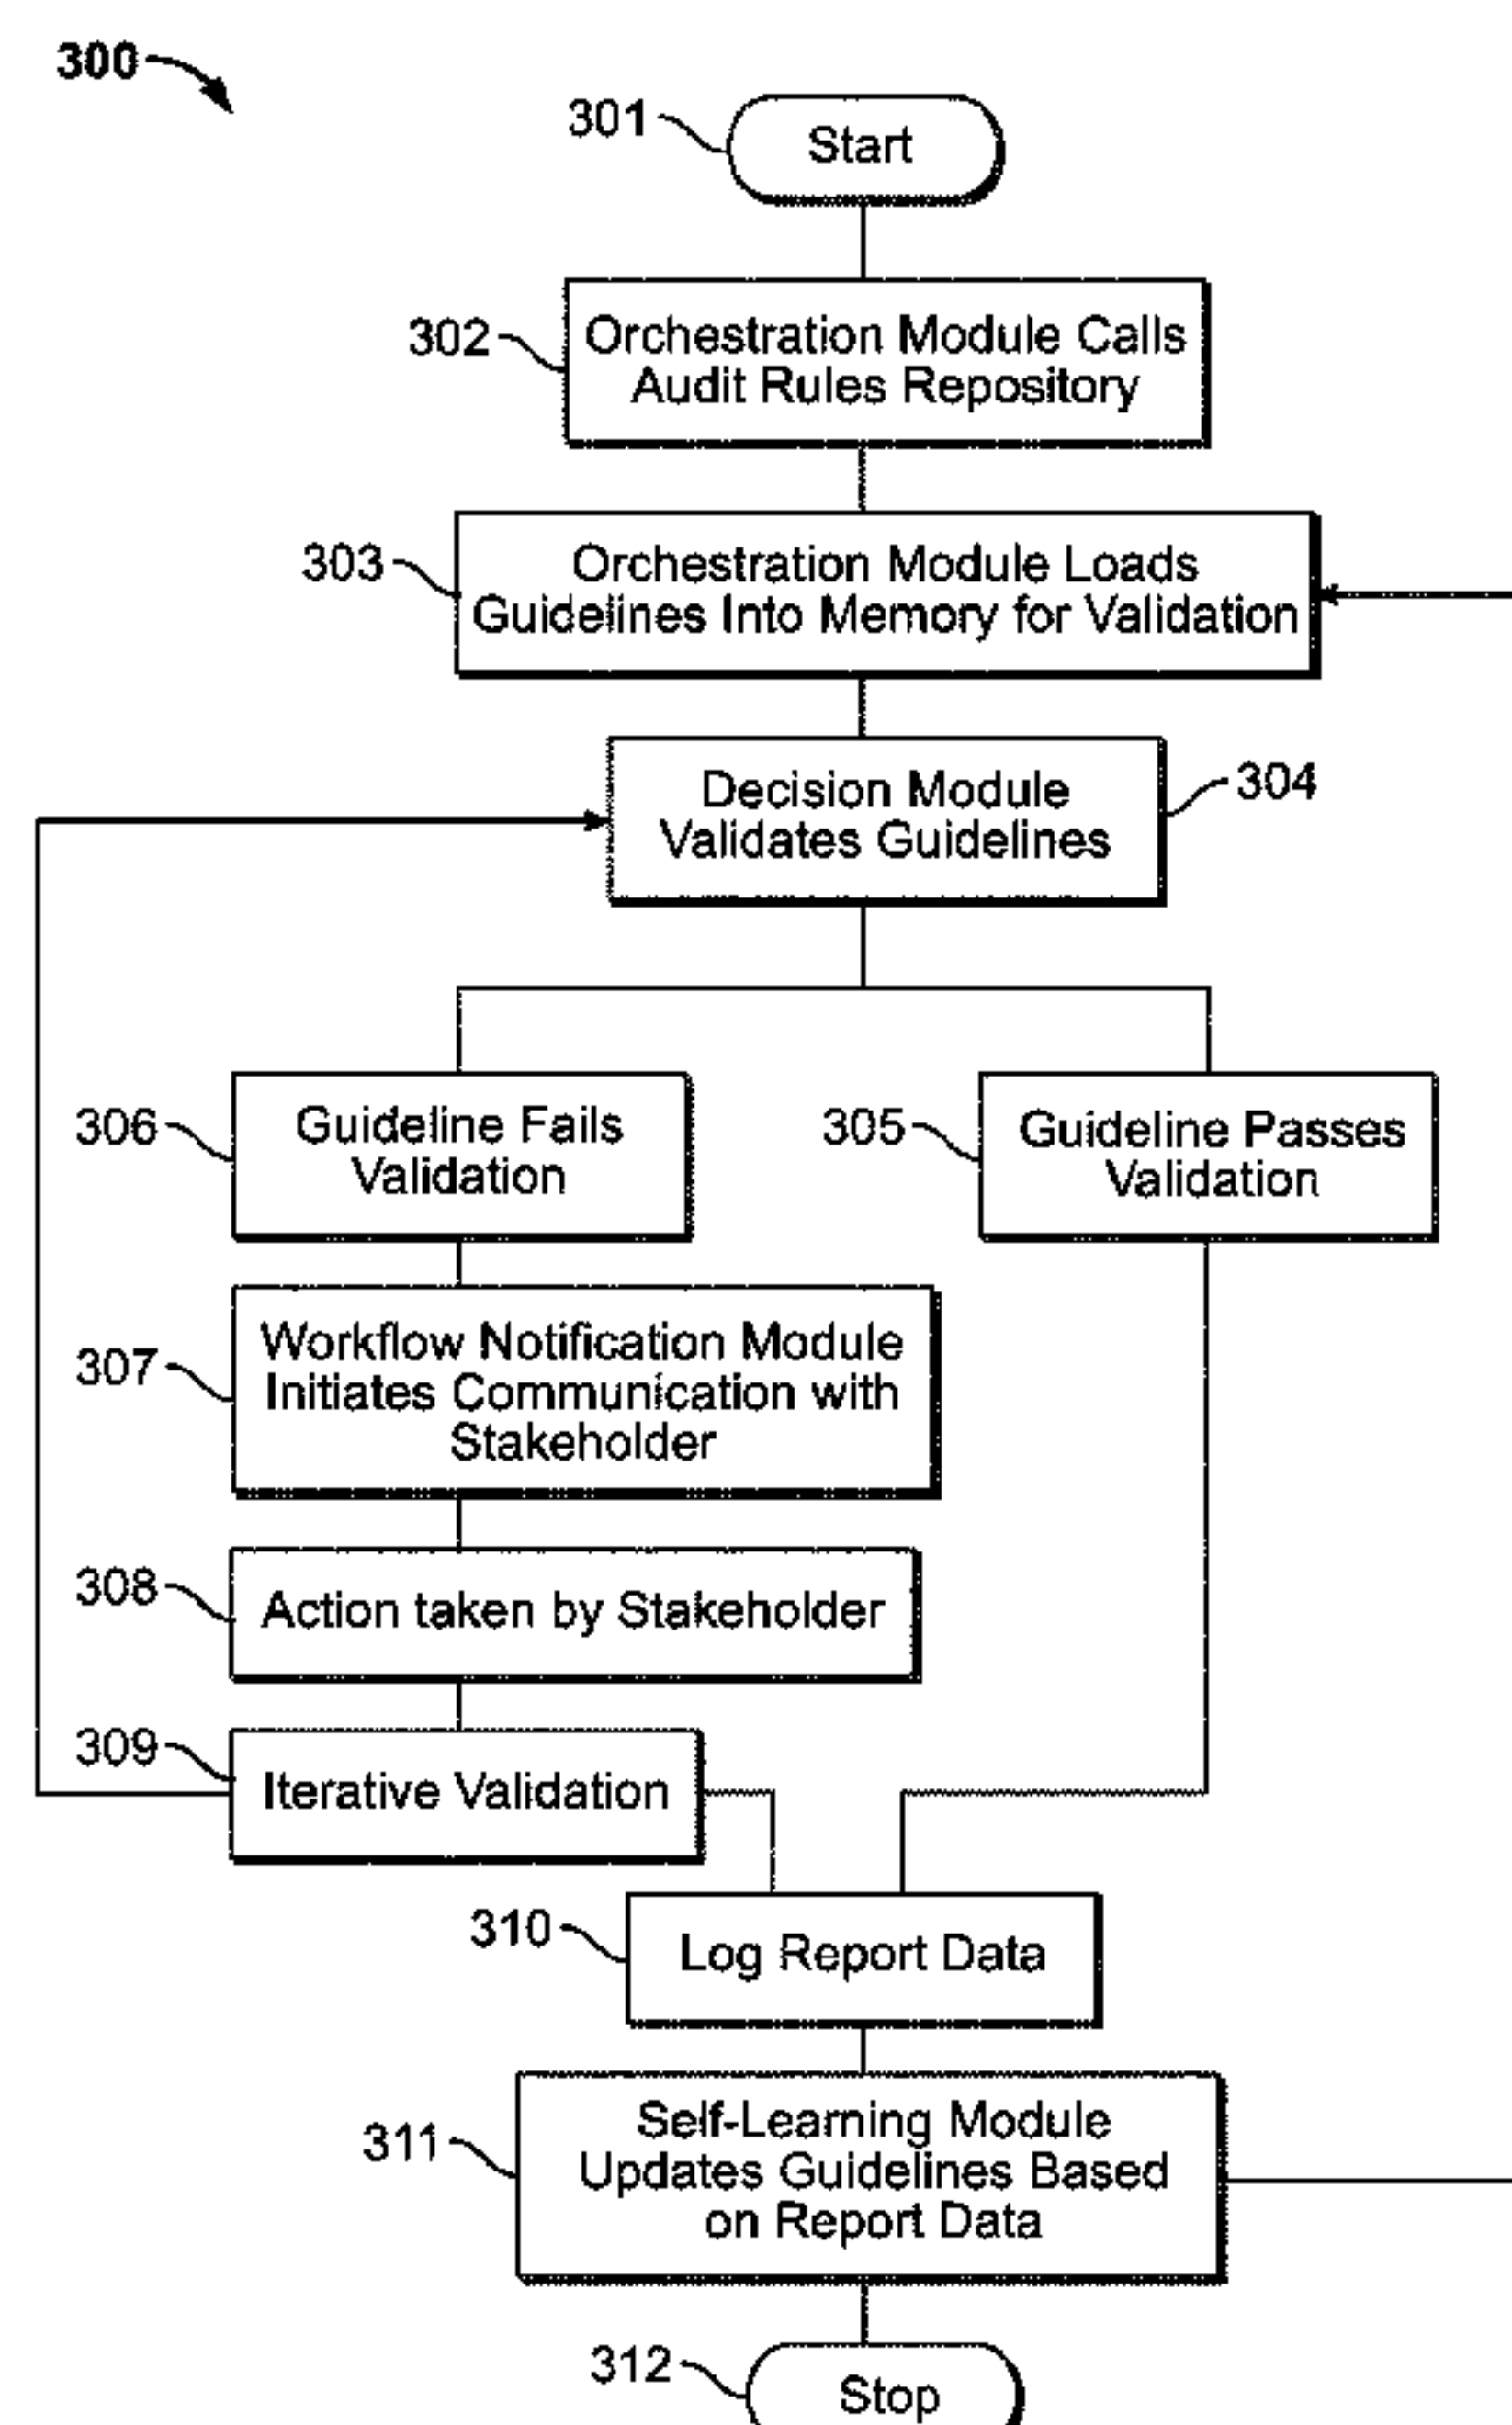 300
301
Start
302
Orchestration Module Calls
Audit Rules Repository
303
Orchestration Module Loads
Guidelines Into Memory for Validation
304
Decision Module
Validates Guidelines
306
Guideline Fails
Validation
305
Guideline Passes
Validation
307
Workflow Notification Module
Initiates Communication with
Stakeholder
308
Action taken by Stakeholder
309
Iterative Validation
310
Log Report Data
311
Self-Learning Module
Updates Guidelines Based
on Report Data
312
Stop